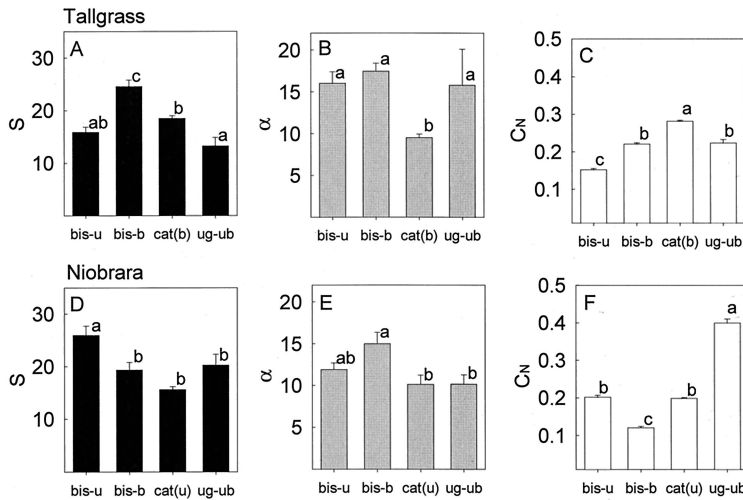 Tallgrass
A
S
30
20
10
ab
c
b
a
bis-u bis-b cat(b) ug-ub
B
α
20
15
10
5
a
a
b
a
bis-u bis-b cat(b) ug-ub
C
CN
0.5
0.4
0.3
0.2
0.1
c
b
a
b
bis-u bis-b cat(b) ug-ub
Niobrara
D
S
30
20
10
a
b
b
b
bis-u bis-b cat(u) ug-ub
E
α
20
15
10
5
ab
a
b
b
bis-u bis-b cat(u) ug-ub
F
CN
0.5
0.4
0.3
0.2
0.1
b
c
b
a
bis-u bis-b cat(u) ug-ub